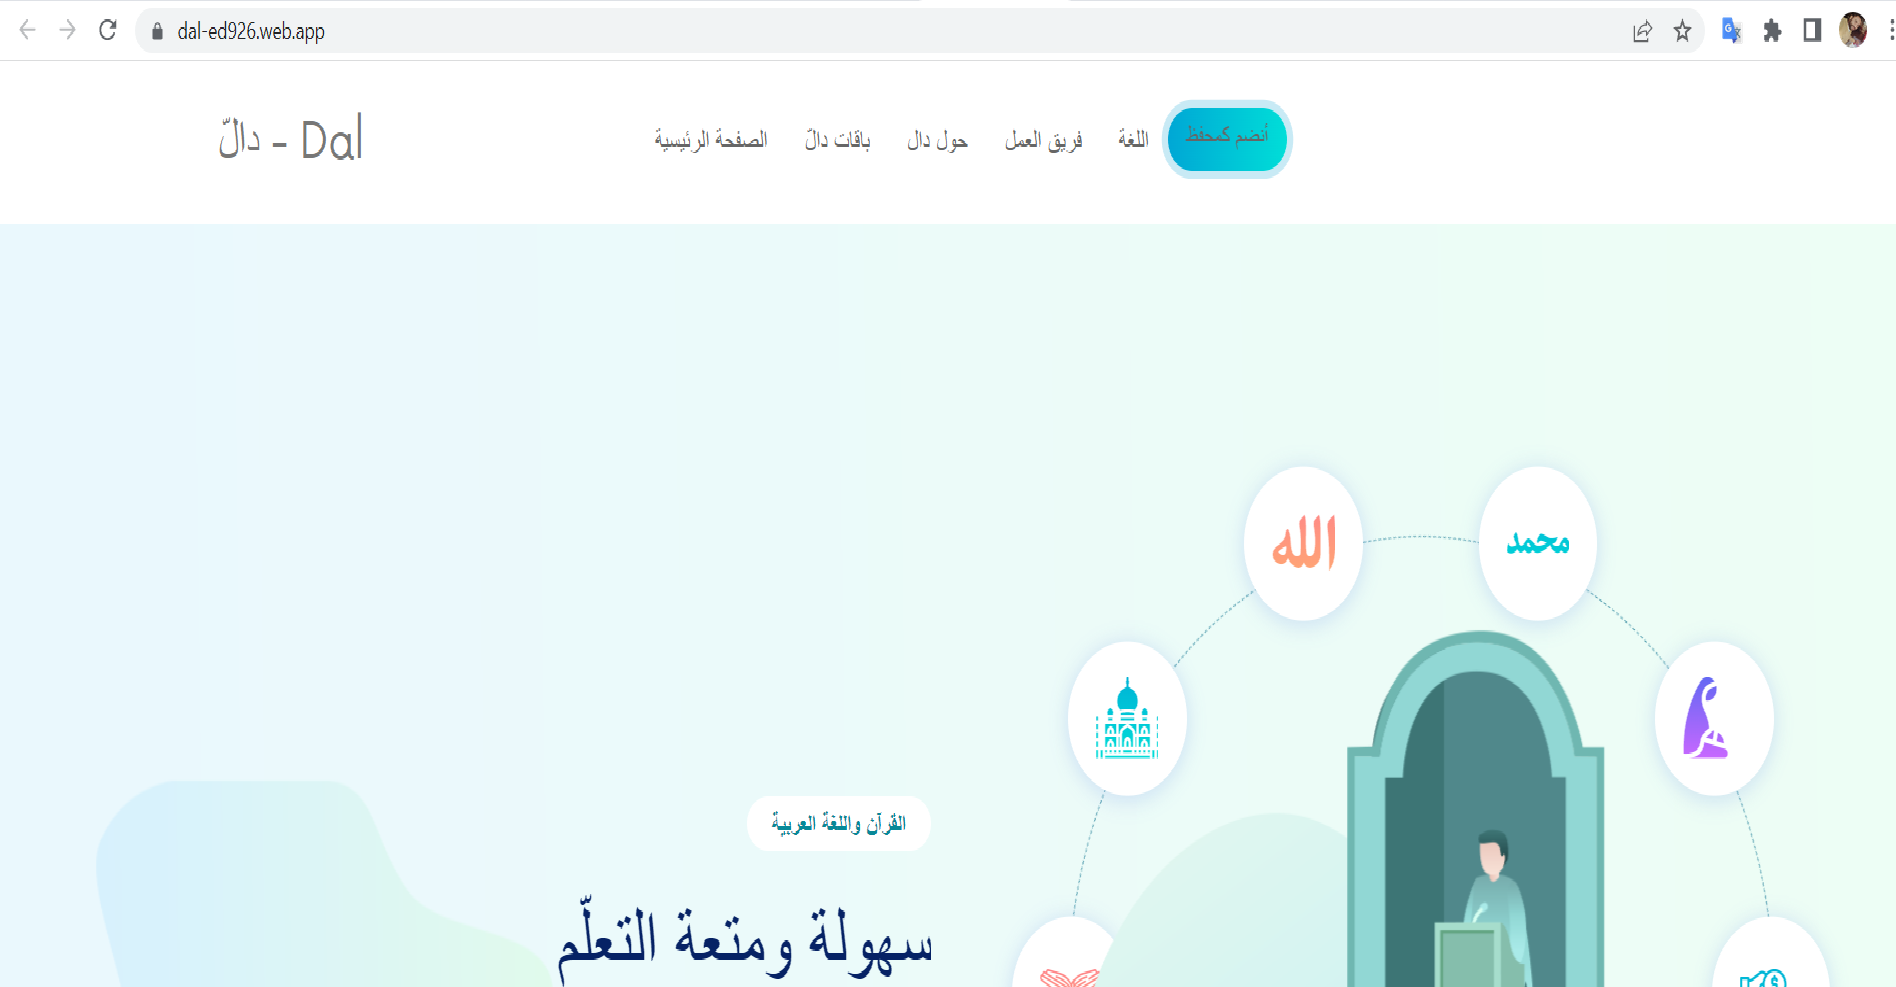 dal-ed926.web.app
دالّ - Dal
الصفحة الرئيسية
باقات دالّ
حول دال
فريق العمل
اللغة
أنضم كمحفظ
الله
محمد
القرآن واللغة العربية
سهولة ومتعة التعلّم